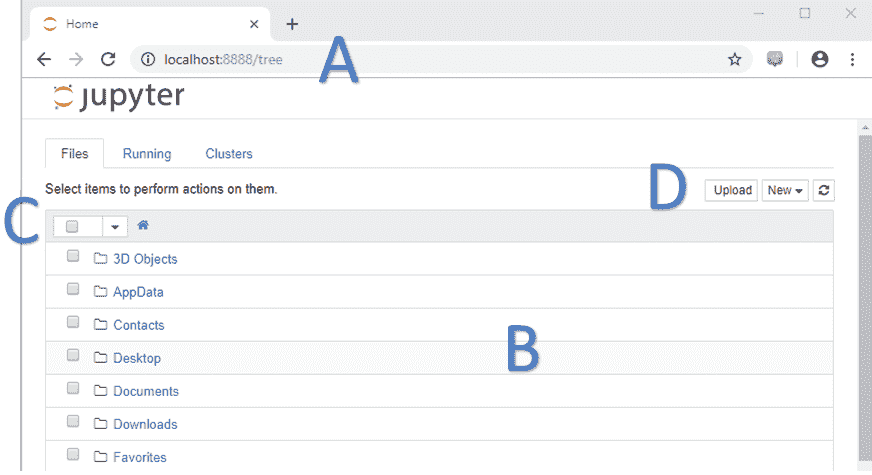 Home
A
localhost:8888/tree
jupyter
Files Running Clusters
D
Select items to perform actions on them. Upload New
C
3D Objects
AppData
Contacts
B
Desktop
Documents
Downloads
Favorites